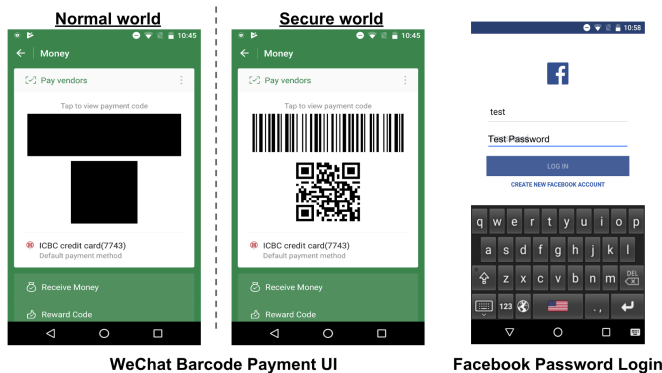 Normal world
Secure world
10:45
Money
Pay vendors
Tap to view payment code
ICBC credit card(7743)
Default payment method
Receive Money
Reward Code
10:45
Money
Pay vendors
Tap to view payment code
ICBC credit card(7743)
Default payment method
Receive Money
Reward Code
10:58
f
test
Test Password
LOG IN
CREATE NEW FACEBOOK ACCOUNT
q w e r t y u i o p
a s d f g h j k l
z x c v b n m DEL
123 . ,
WeChat Barcode Payment UI
Facebook Password Login